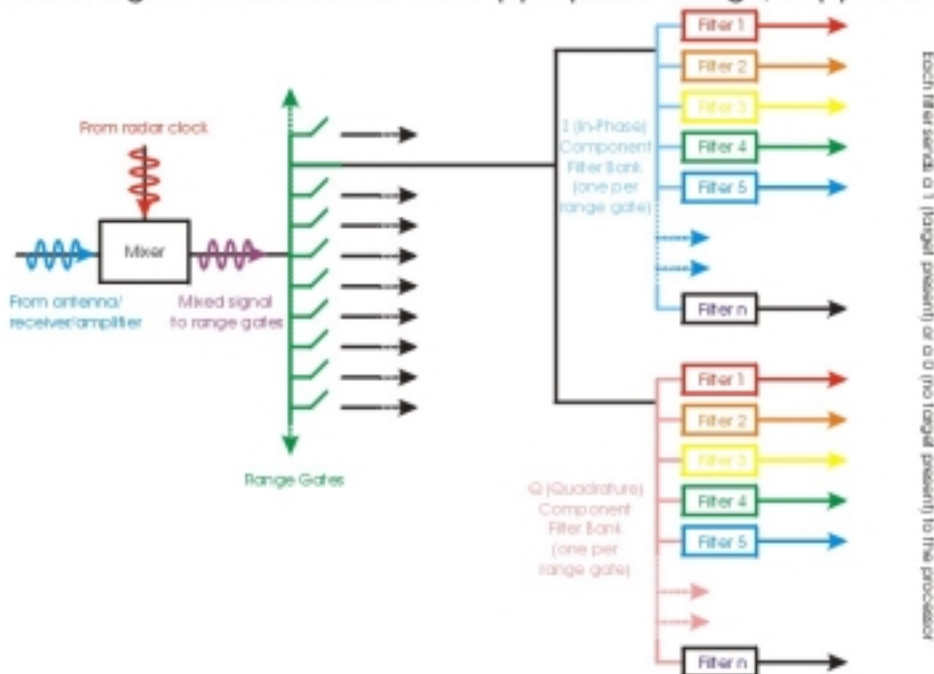 From radar clock
Mixer
From antenna/
receiver/amplifier
Mixed signal
to range gates
Range Gates
I (In-Phase)
Component
Filter Bank
(one per
range gate)
Filter 1
Filter 2
Filter 3
Filter 4
Filter 5
Filter n
Q (Quadrature)
Component
Filter Bank
(one per
range gate)
Filter 1
Filter 2
Filter 3
Filter 4
Filter 5
Filter n
Each filter sends a 1 (target present) or a 0 (no target present) to the processor